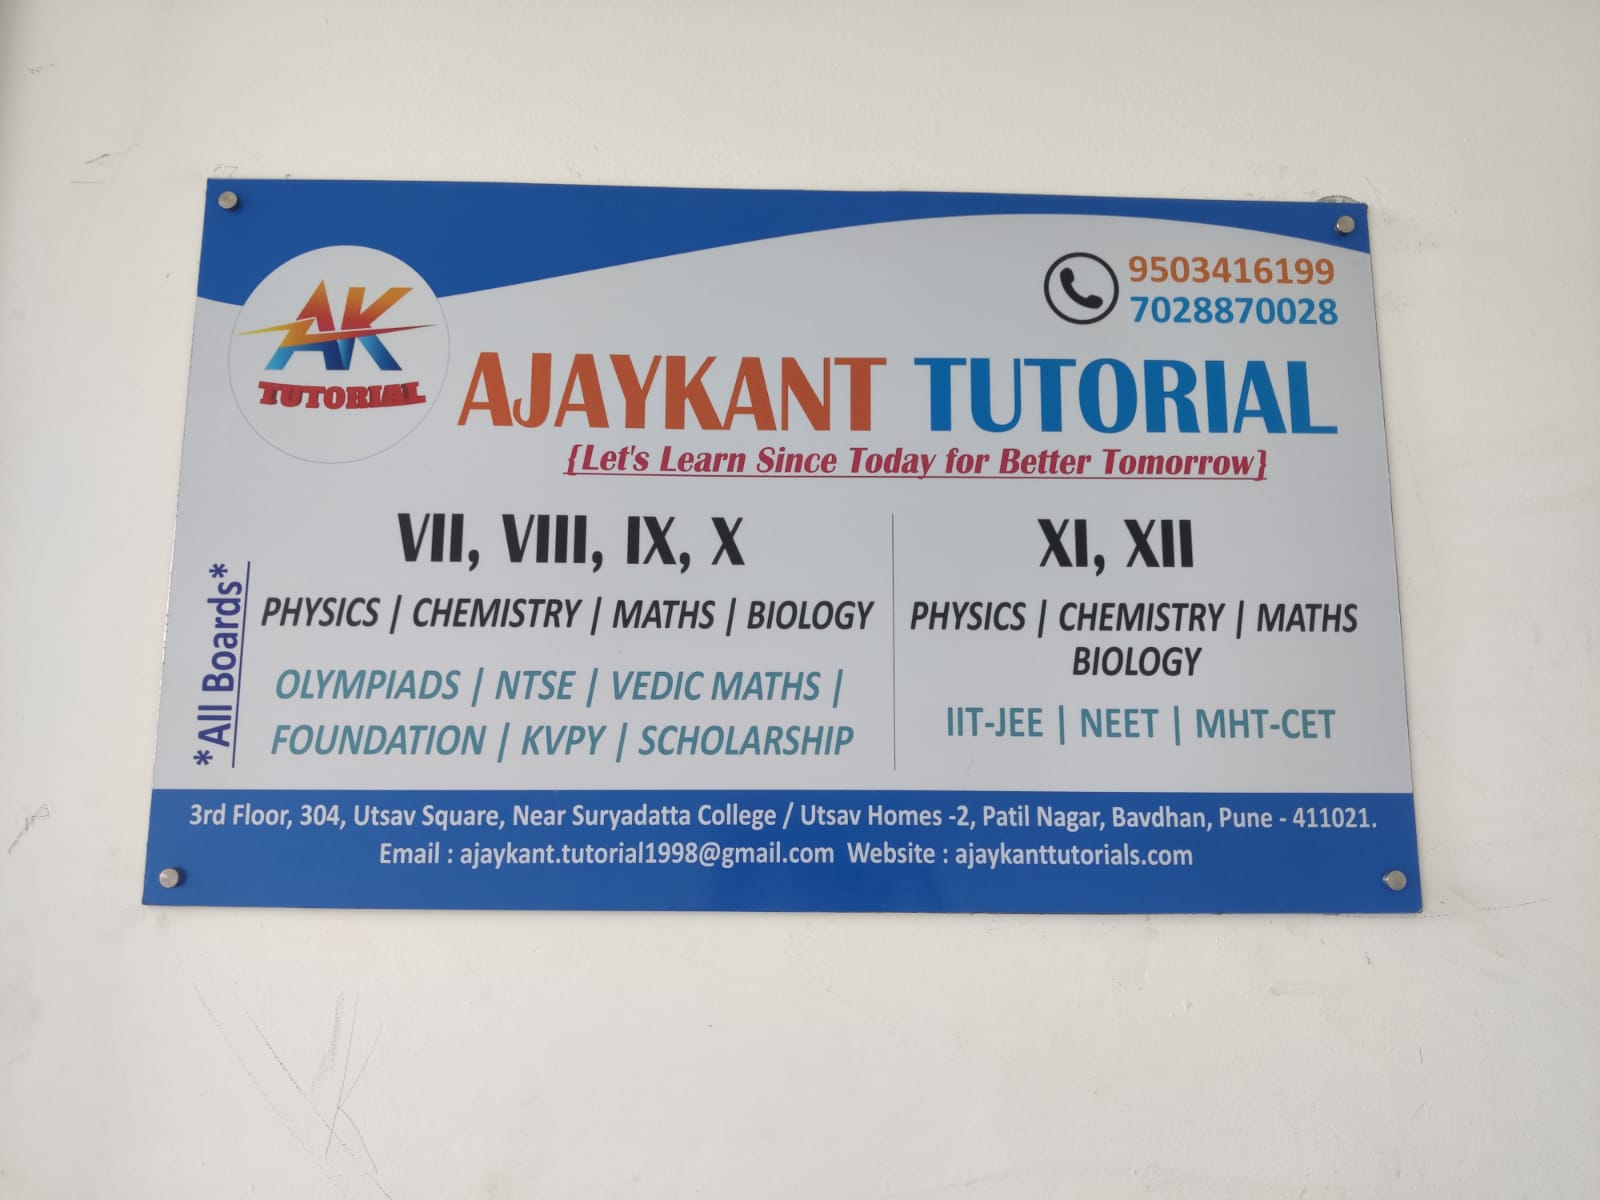 9503416199
7028870028
AK
TUTORIAL
AJAYKANT TUTORIAL
{Let's Learn Since Today for Better Tomorrow}
*All Boards*
VII, VIII, IX, X
PHYSICS | CHEMISTRY | MATHS | BIOLOGY
OLYMPIADS | NTSE | VEDIC MATHS |
FOUNDATION | KVPY | SCHOLARSHIP
XI, XII
PHYSICS | CHEMISTRY | MATHS
BIOLOGY
IIT-JEE | NEET | MHT-CET
3rd Floor, 304, Utsav Square, Near Suryadatta College / Utsav Homes -2, Patil Nagar, Bavdhan, Pune - 411021.
Email : ajaykant.tutorial1998@gmail.com Website : ajaykanttutorials.com